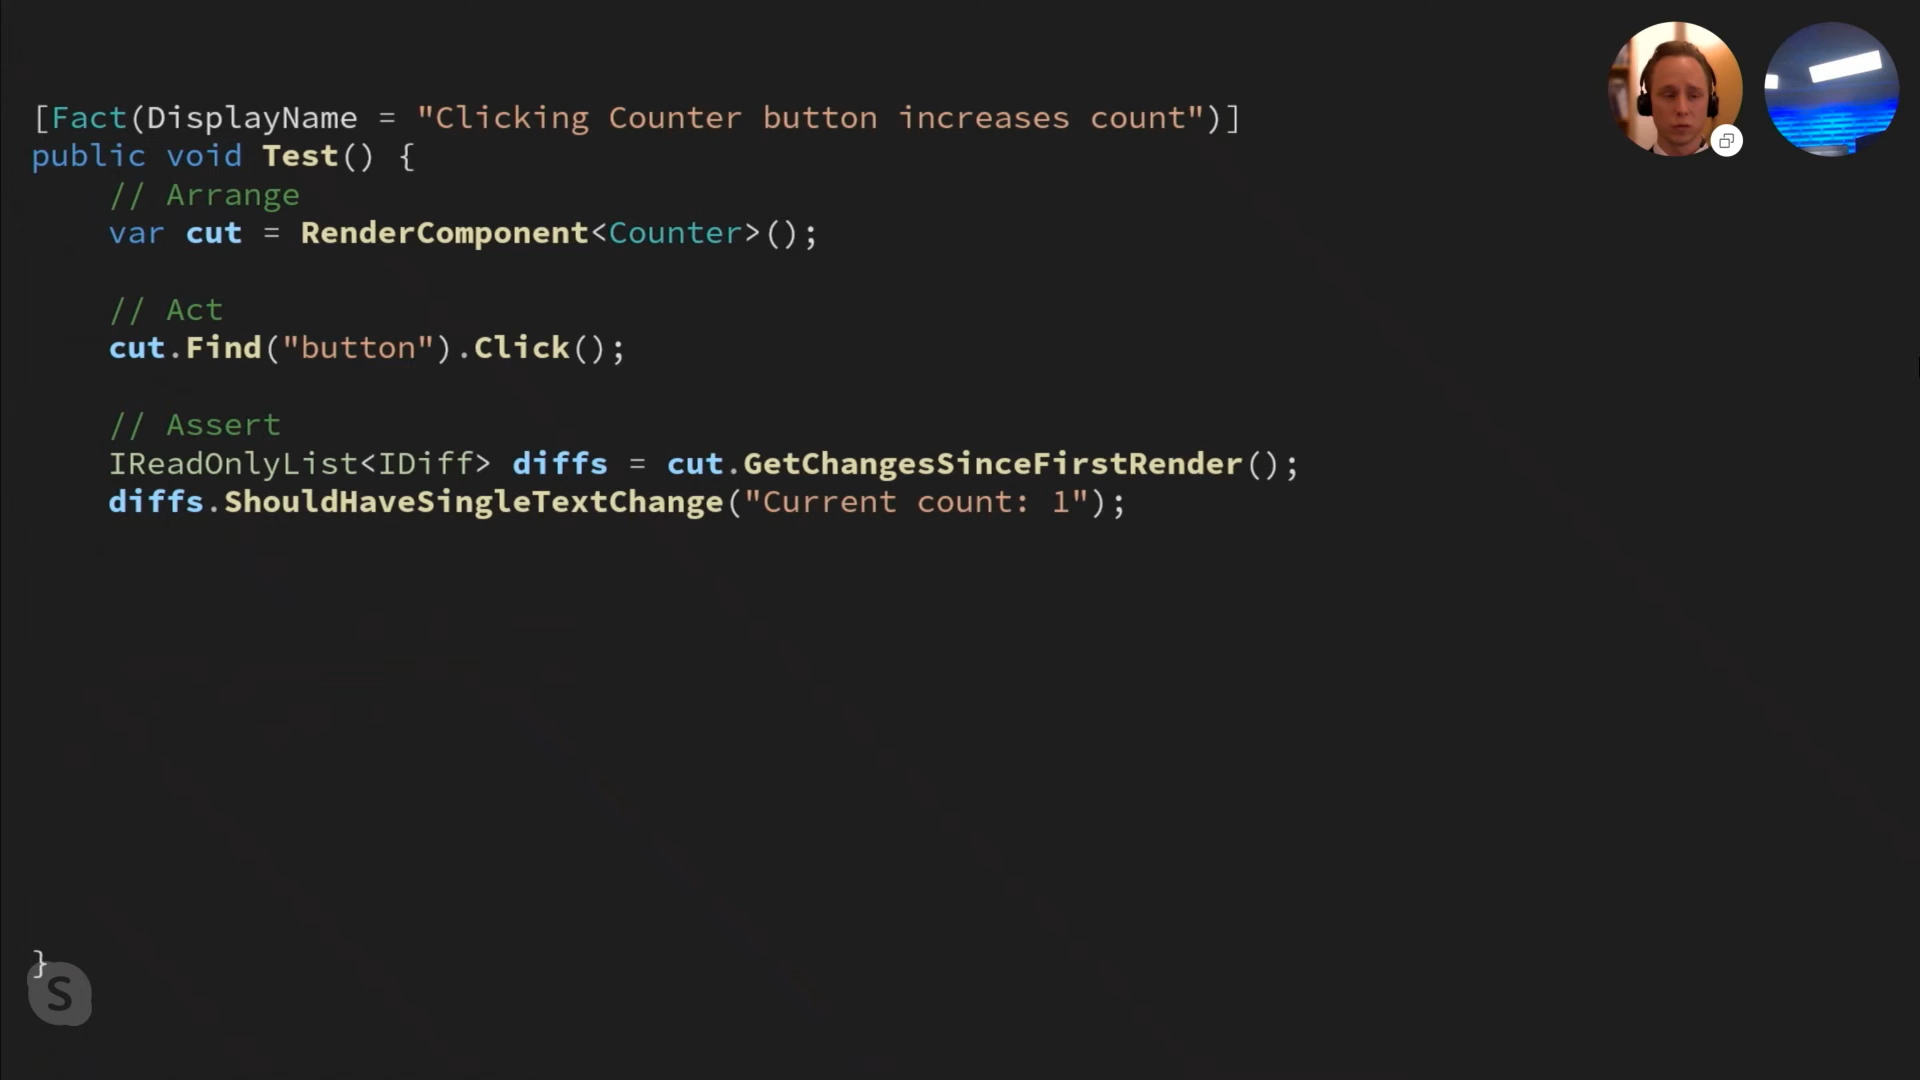 [Fact(DisplayName = "Clicking Counter button increases count")]
public void Test() {
// Arrange
var cut = RenderComponent<Counter>();
// Act
cut.Find("button").Click();
// Assert
IReadOnlyList<IDiff> diffs = cut.GetChangesSinceFirstRender();
diffs.ShouldHaveSingleTextChange("Current count: 1");
}
S